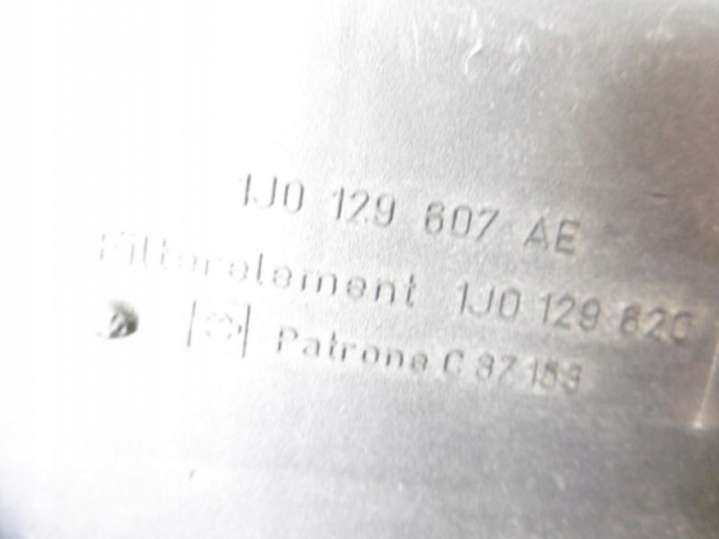 1J0 129 607 AE
Filterelement 1J0 129 620
Patrone C 37 153